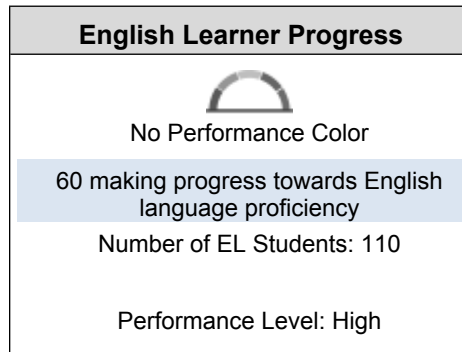 English Learner Progress
No Performance Color
60 making progress towards English
language proficiency
Number of EL Students: 110
Performance Level: High